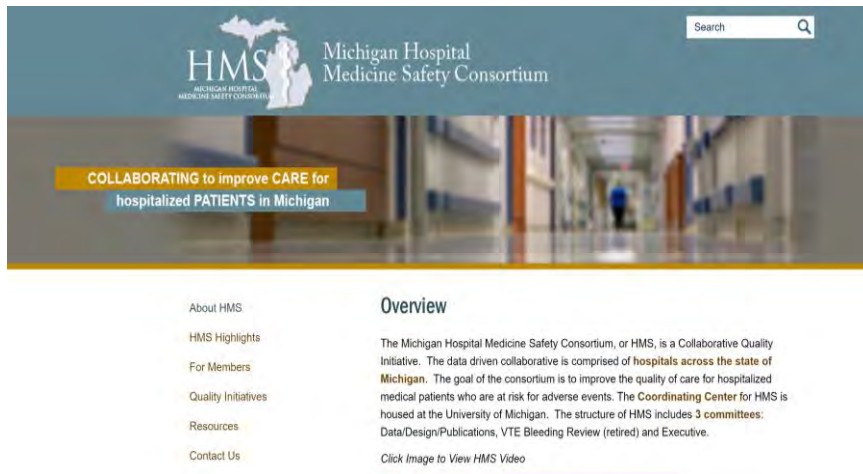 Search
HMS
MICHIGAN HOSPITAL
MEDICINE SAFETY CONSORTIUM
Michigan Hospital
Medicine Safety Consortium
COLLABORATING to improve CARE for
hospitalized PATIENTS in Michigan
About HMS
HMS Highlights
For Members
Quality Initiatives
Resources
Contact Us
Overview
The Michigan Hospital Medicine Safety Consortium, or HMS, is a Collaborative Quality
Initiative. The data driven collaborative is comprised of hospitals across the state of
Michigan. The goal of the consortium is to improve the quality of care for hospitalized
medical patients who are at risk for adverse events. The Coordinating Center for HMS is
housed at the University of Michigan. The structure of HMS includes 3 committees:
Data/Design/Publications, VTE Bleeding Review (retired) and Executive.
Click Image to View HMS Video